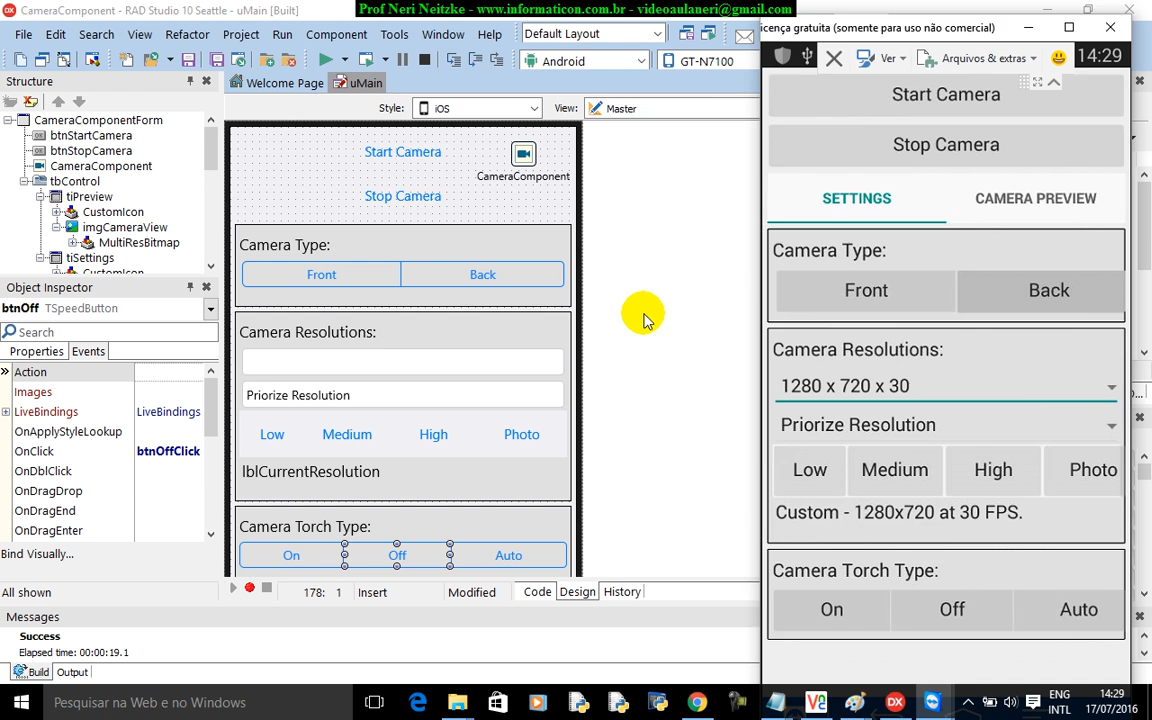 Prof Neri Neitzke - www.informaticon.com.br - videoaulaneri@gmail.com
CameraComponent - RAD Studio 10 Seattle - uMain [Built]
File Edit Search View Refactor Project Run Component Tools Window Help
Default Layout
Android
GT-N7100
Structure
CameraComponentForm
btnStartCamera
btnStopCamera
CameraComponent
tbControl
tiPreview
CustomIcon
imgCameraView
MultiResBitmap
tiSettings
CustomIcon
Object Inspector
btnOff TSpeedButton
Search
Properties Events
Action
Images
LiveBindings LiveBindings
OnApplyStyleLookup
OnClick btnOffClick
OnDblClick
OnDragDrop
OnDragEnd
OnDragEnter
Bind Visually...
All shown
Welcome Page uMain
Style: iOS View: Master
Start Camera
CameraComponent
Stop Camera
Camera Type:
Front Back
Camera Resolutions:
Priorize Resolution
Low Medium High Photo
lblCurrentResolution
Camera Torch Type:
On Off Auto
178: 1 Insert Modified Code Design History
Messages
Success
Elapsed time: 00:00:19.1
Build Output
icença gratuita (somente para uso não comercial)
Ver Arquivos & extras 14:29
Start Camera
Stop Camera
SETTINGS CAMERA PREVIEW
Camera Type:
Front Back
Camera Resolutions:
1280 x 720 x 30
Priorize Resolution
Low Medium High Photo
Custom - 1280x720 at 30 FPS.
Camera Torch Type:
On Off Auto
Pesquisar na Web e no Windows
ENG
INTL
14:29
17/07/2016